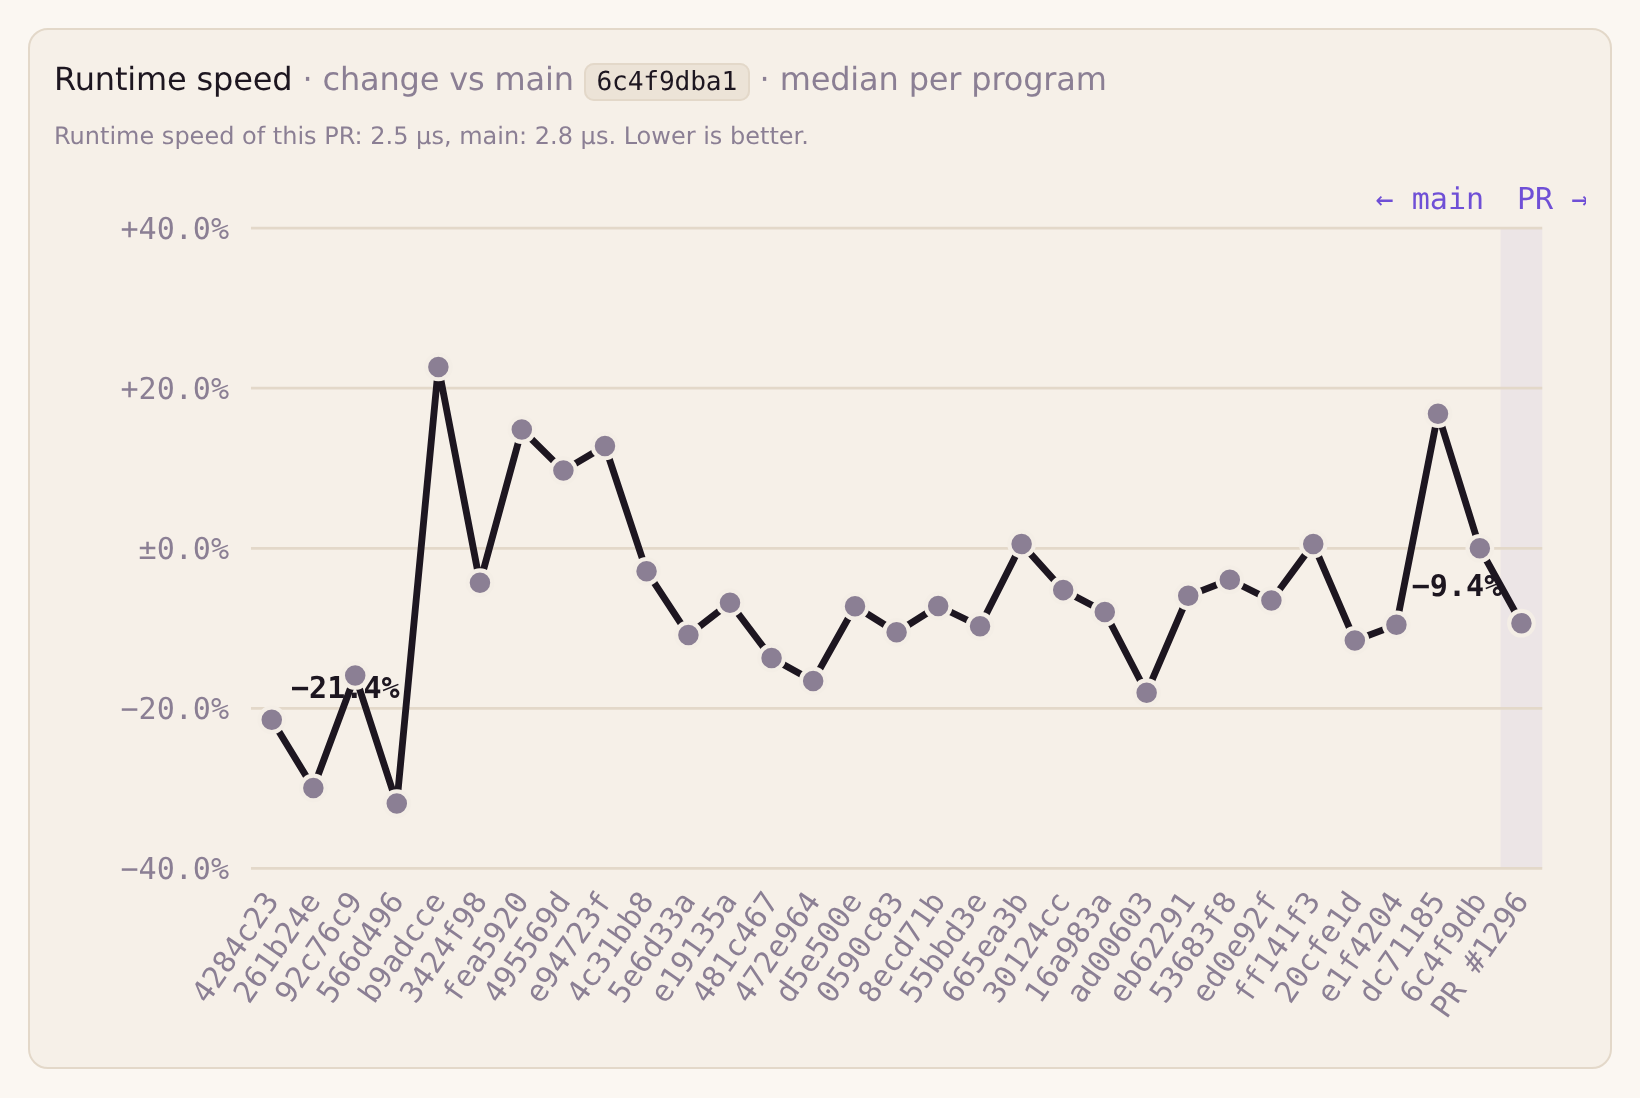 Runtime speed · change vs main 6c4f9dba1 · median per program
Runtime speed of this PR: 2.5 µs, main: 2.8 µs. Lower is better.
← main PR →
+40.0%
+20.0%
±0.0%
−20.0%
−40.0%
−21.4%
−9.4%
4284c23
261b24e
92c76c9
566d496
b9adcce
3424f98
fea5920
495569d
e94723f
4c31bb8
5e6d33a
e19135a
481c467
472e964
d5e500e
0590c83
8ecd71b
55bbd3e
665ea3b
30124cc
16a983a
ad00603
eb62291
53683f8
ed0e92f
ff141f3
20cfe1d
e1f4204
dc71185
6c4f9db
PR #1296